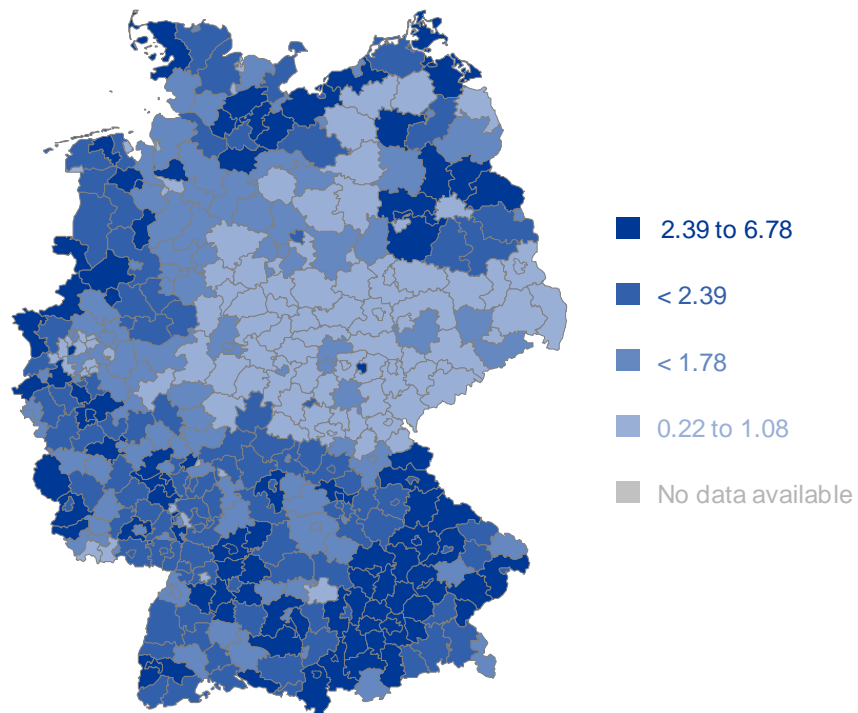 2.39 to 6.78
< 2.39
< 1.78
0.22 to 1.08
No data available